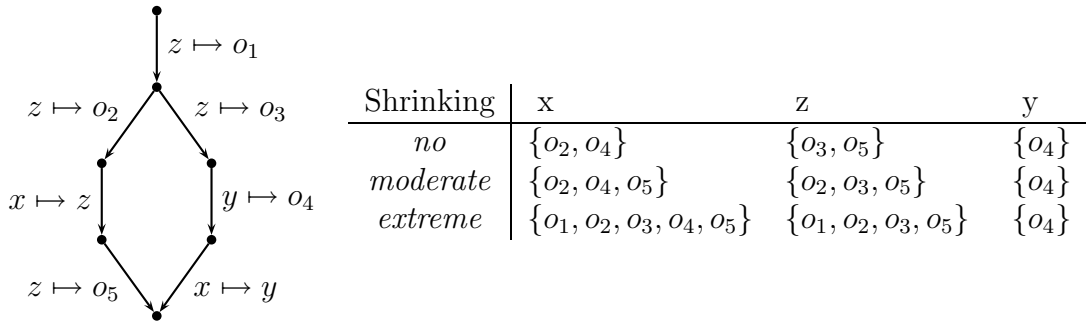 z ↦ o₁
z ↦ o₂ z ↦ o₃
x ↦ z y ↦ o₄
z ↦ o₅ x ↦ y
Shrinking x z y
no {o₂, o₄} {o₃, o₅} {o₄}
moderate {o₂, o₄, o₅} {o₂, o₃, o₅} {o₄}
extreme {o₁, o₂, o₃, o₄, o₅} {o₁, o₂, o₃, o₅} {o₄}